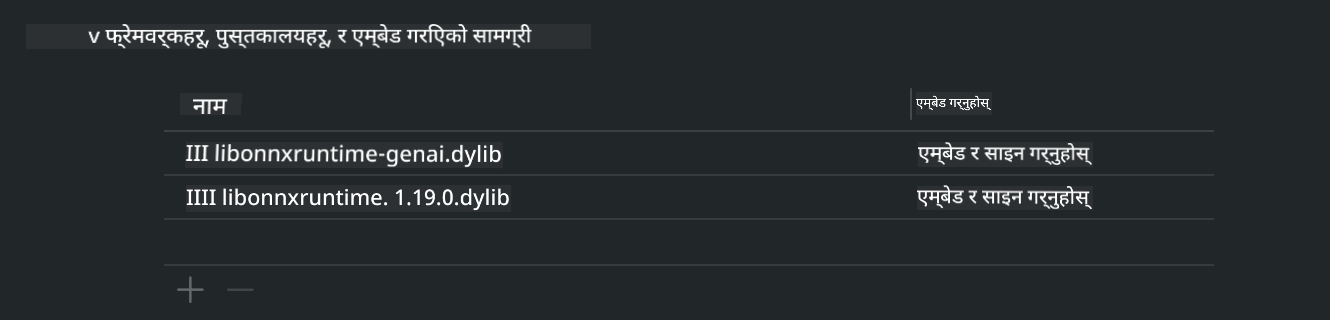 v फ्रेमवर्कहरू, पुस्तकालयहरू, र एम्बेड गरिएको सामग्री
नाम एम्बेड गर्नुहोस्
III libonnxruntime-genai.dylib एम्बेड र साइन गर्नुहोस्
IIII libonnxruntime. 1.19.0.dylib एम्बेड र साइन गर्नुहोस्